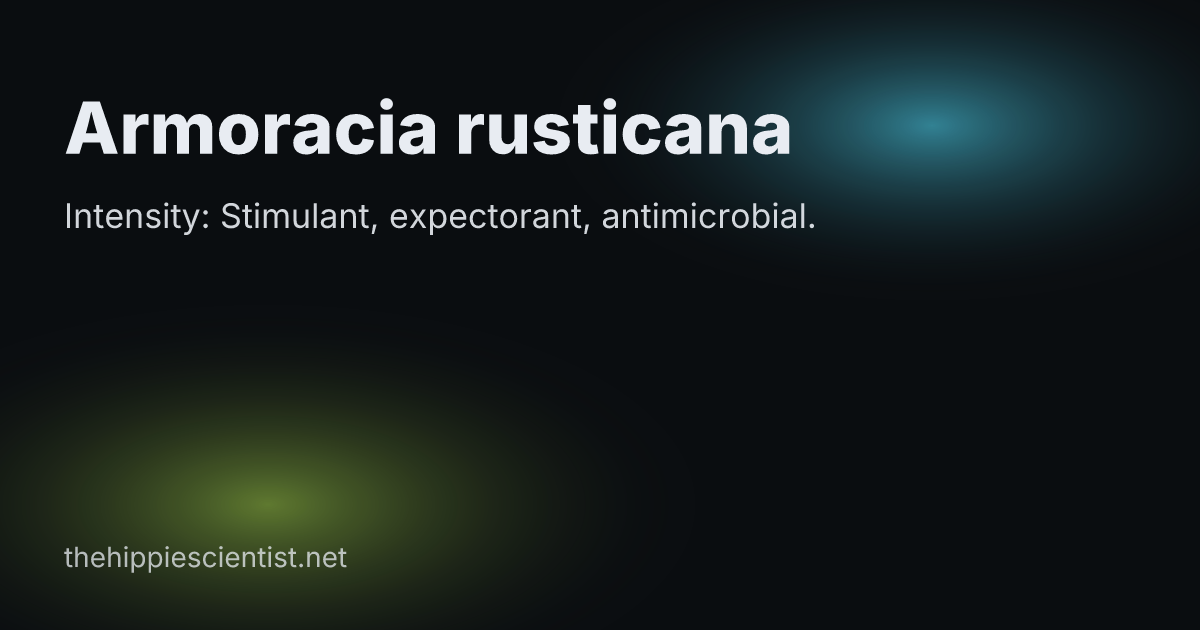 Armoracia rusticana
Intensity: Stimulant, expectorant, antimicrobial.
thehippiescientist.net